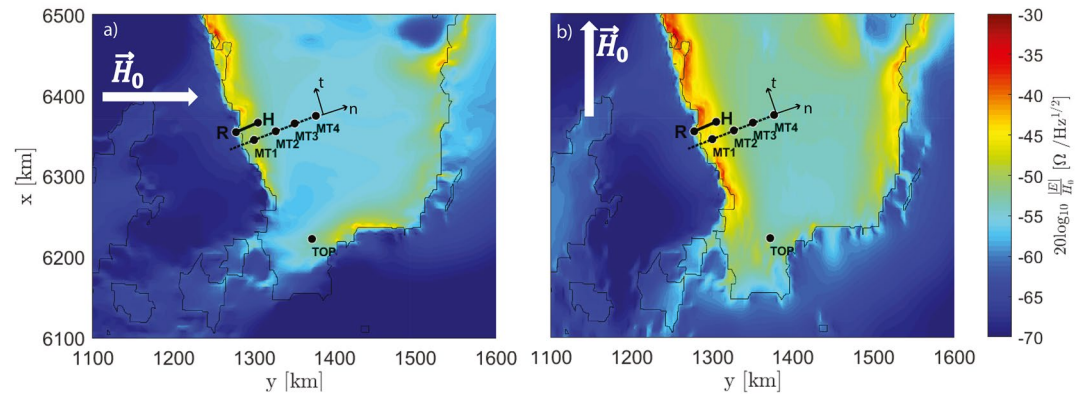 a)
H⃗₀
6500
6400
6300
6200
6100
x [km]
1100 1200 1300 1400 1500 1600
y [km]
R
H
MT1
MT2
MT3
MT4
t
n
TOP
b)
H⃗₀
1100 1200 1300 1400 1500 1600
y [km]
R
H
MT1
MT2
MT3
MT4
t
n
TOP
-30
-35
-40
-45
-50
-55
-60
-65
-70
20log₁₀ |E|/H₀ [Ω /Hz^1/2]